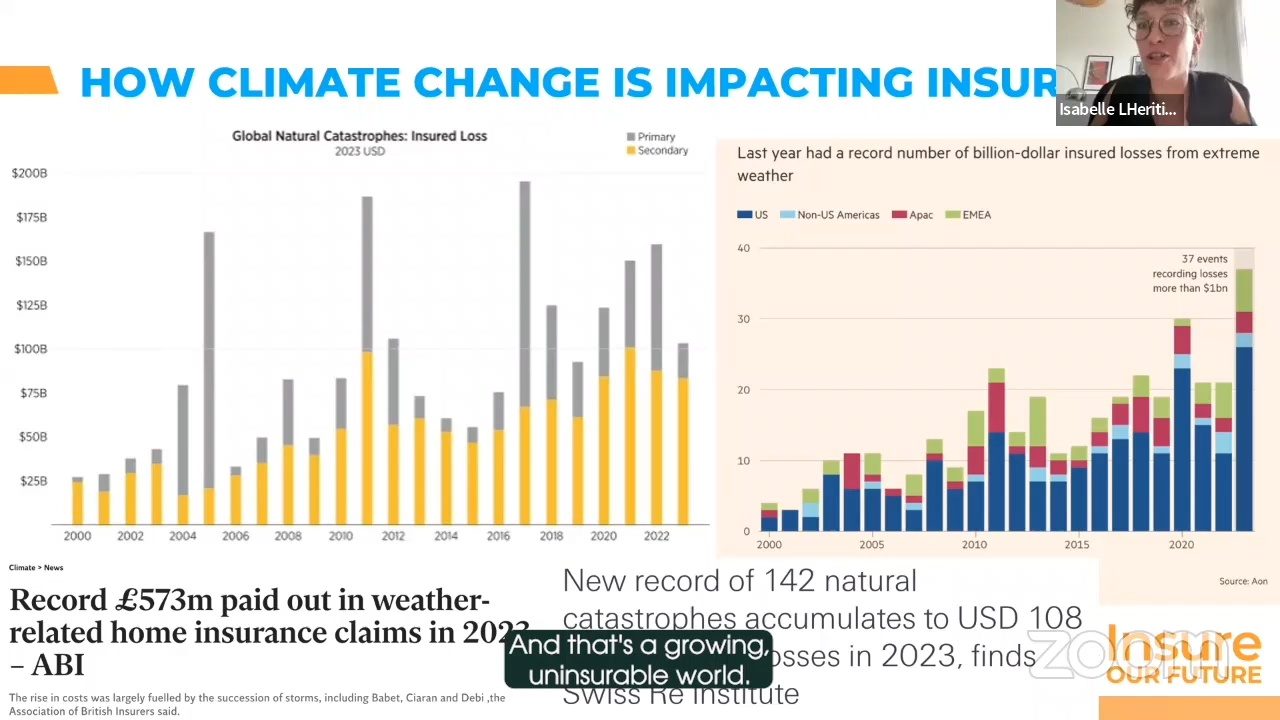 HOW CLIMATE CHANGE IS IMPACTING INSUR
Isabelle LHeriti...
Global Natural Catastrophes: Insured Loss
2023 USD
Primary
Secondary
$200B
$175B
$150B
$125B
$100B
$75B
$50B
$25B
2000 2002 2004 2006 2008 2010 2012 2014 2016 2018 2020 2022
Last year had a record number of billion-dollar insured losses from extreme
weather
US Non-US Americas Apac EMEA
40
30
20
10
0
37 events
recording losses
more than $1bn
2000 2005 2010 2015 2020
Source: Aon
Climate > News
Record £573m paid out in weather-
related home insurance claims in 2023
– ABI
The rise in costs was largely fuelled by the succession of storms, including Babet, Ciaran and Debi ,the
Association of British Insurers said.
New record of 142 natural
catastrophes accumulates to USD 108
osses in 2023, finds
Swiss Re Institute
And that's a growing,
uninsurable world.
zoom
Insure
OUR FUTURE